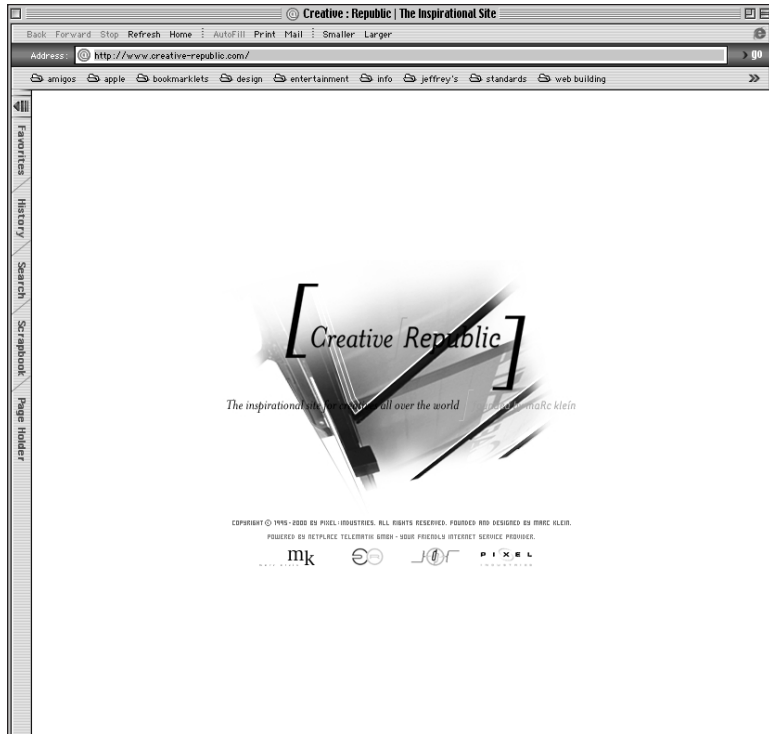 Creative : Republic | The Inspirational Site
Back Forward Stop Refresh Home AutoFill Print Mail Smaller Larger
Address: @ http://www.creative-republic.com/ › go
amigos apple bookmarklets design entertainment info jeffrey's standards web building »
Favorites
History
Search
Scrapbook
Page Holder
[Creative Republic]
The inspirational site for creatives all over the world maRc klein
COPYRIGHT © 1995-2000 BY PIXEL:INDUSTRIES. ALL RIGHTS RESERVED. FOUNDED AND DESIGNED BY MARC KLEIN.
POWERED BY NETPLACE TELEMATIK GMBH - YOUR FRIENDLY INTERNET SERVICE PROVIDER.
mk
PIXEL
INDUSTRIES